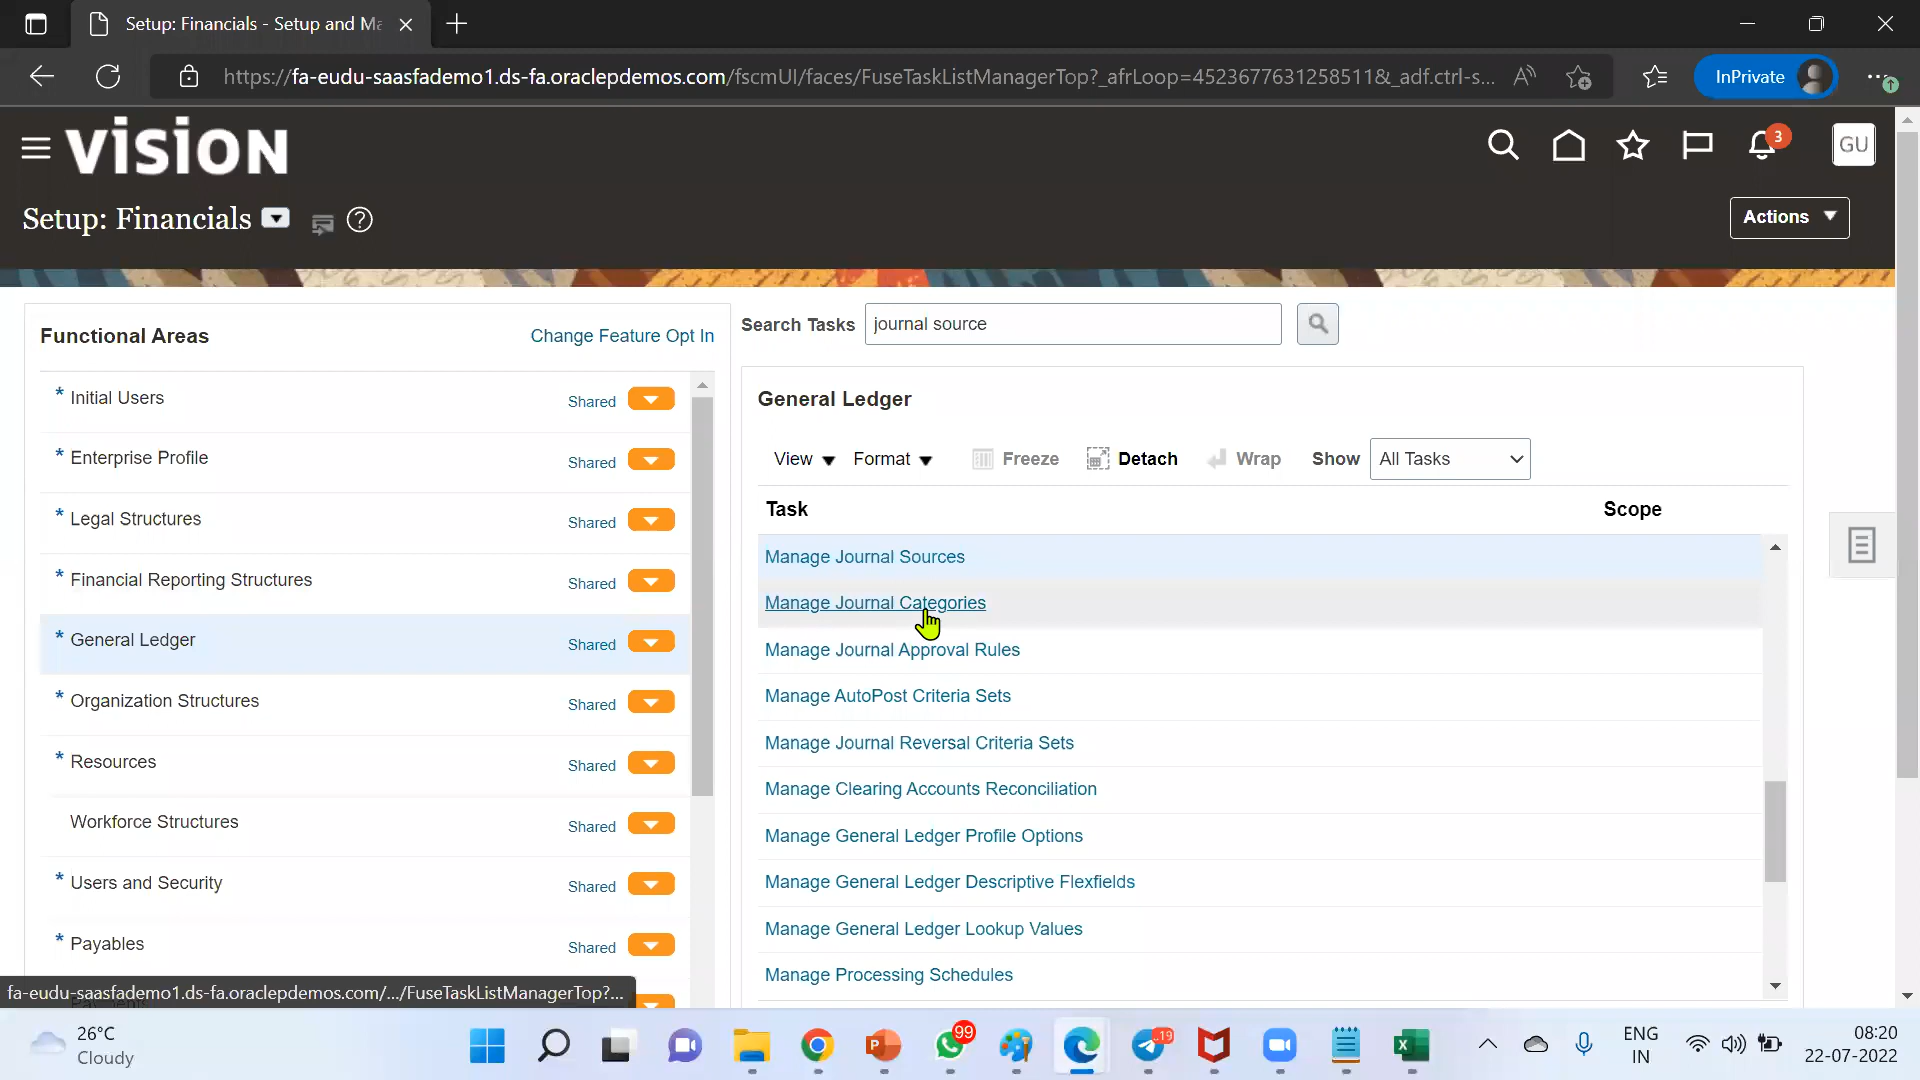 Setup: Financials - Setup and Ma
https://fa-eudu-saasfademo1.ds-fa.oraclepdemos.com/fscmUI/faces/FuseTaskListManagerTop?_afrLoop=4523677631258511&_adf.ctrl-s...
InPrivate
VISION
3
GU
Setup: Financials
Actions
Functional Areas
Change Feature Opt In
* Initial Users Shared
* Enterprise Profile Shared
* Legal Structures Shared
* Financial Reporting Structures Shared
* General Ledger Shared
* Organization Structures Shared
* Resources Shared
Workforce Structures Shared
* Users and Security Shared
* Payables Shared
Search Tasks journal source
General Ledger
View Format Freeze Detach Wrap Show All Tasks
Task Scope
Manage Journal Sources
Manage Journal Categories
Manage Journal Approval Rules
Manage AutoPost Criteria Sets
Manage Journal Reversal Criteria Sets
Manage Clearing Accounts Reconciliation
Manage General Ledger Profile Options
Manage General Ledger Descriptive Flexfields
Manage General Ledger Lookup Values
Manage Processing Schedules
fa-eudu-saasfademo1.ds-fa.oraclepdemos.com/.../FuseTaskListManagerTop?...
26°C
Cloudy
99
19
ENG
IN
08:20
22-07-2022